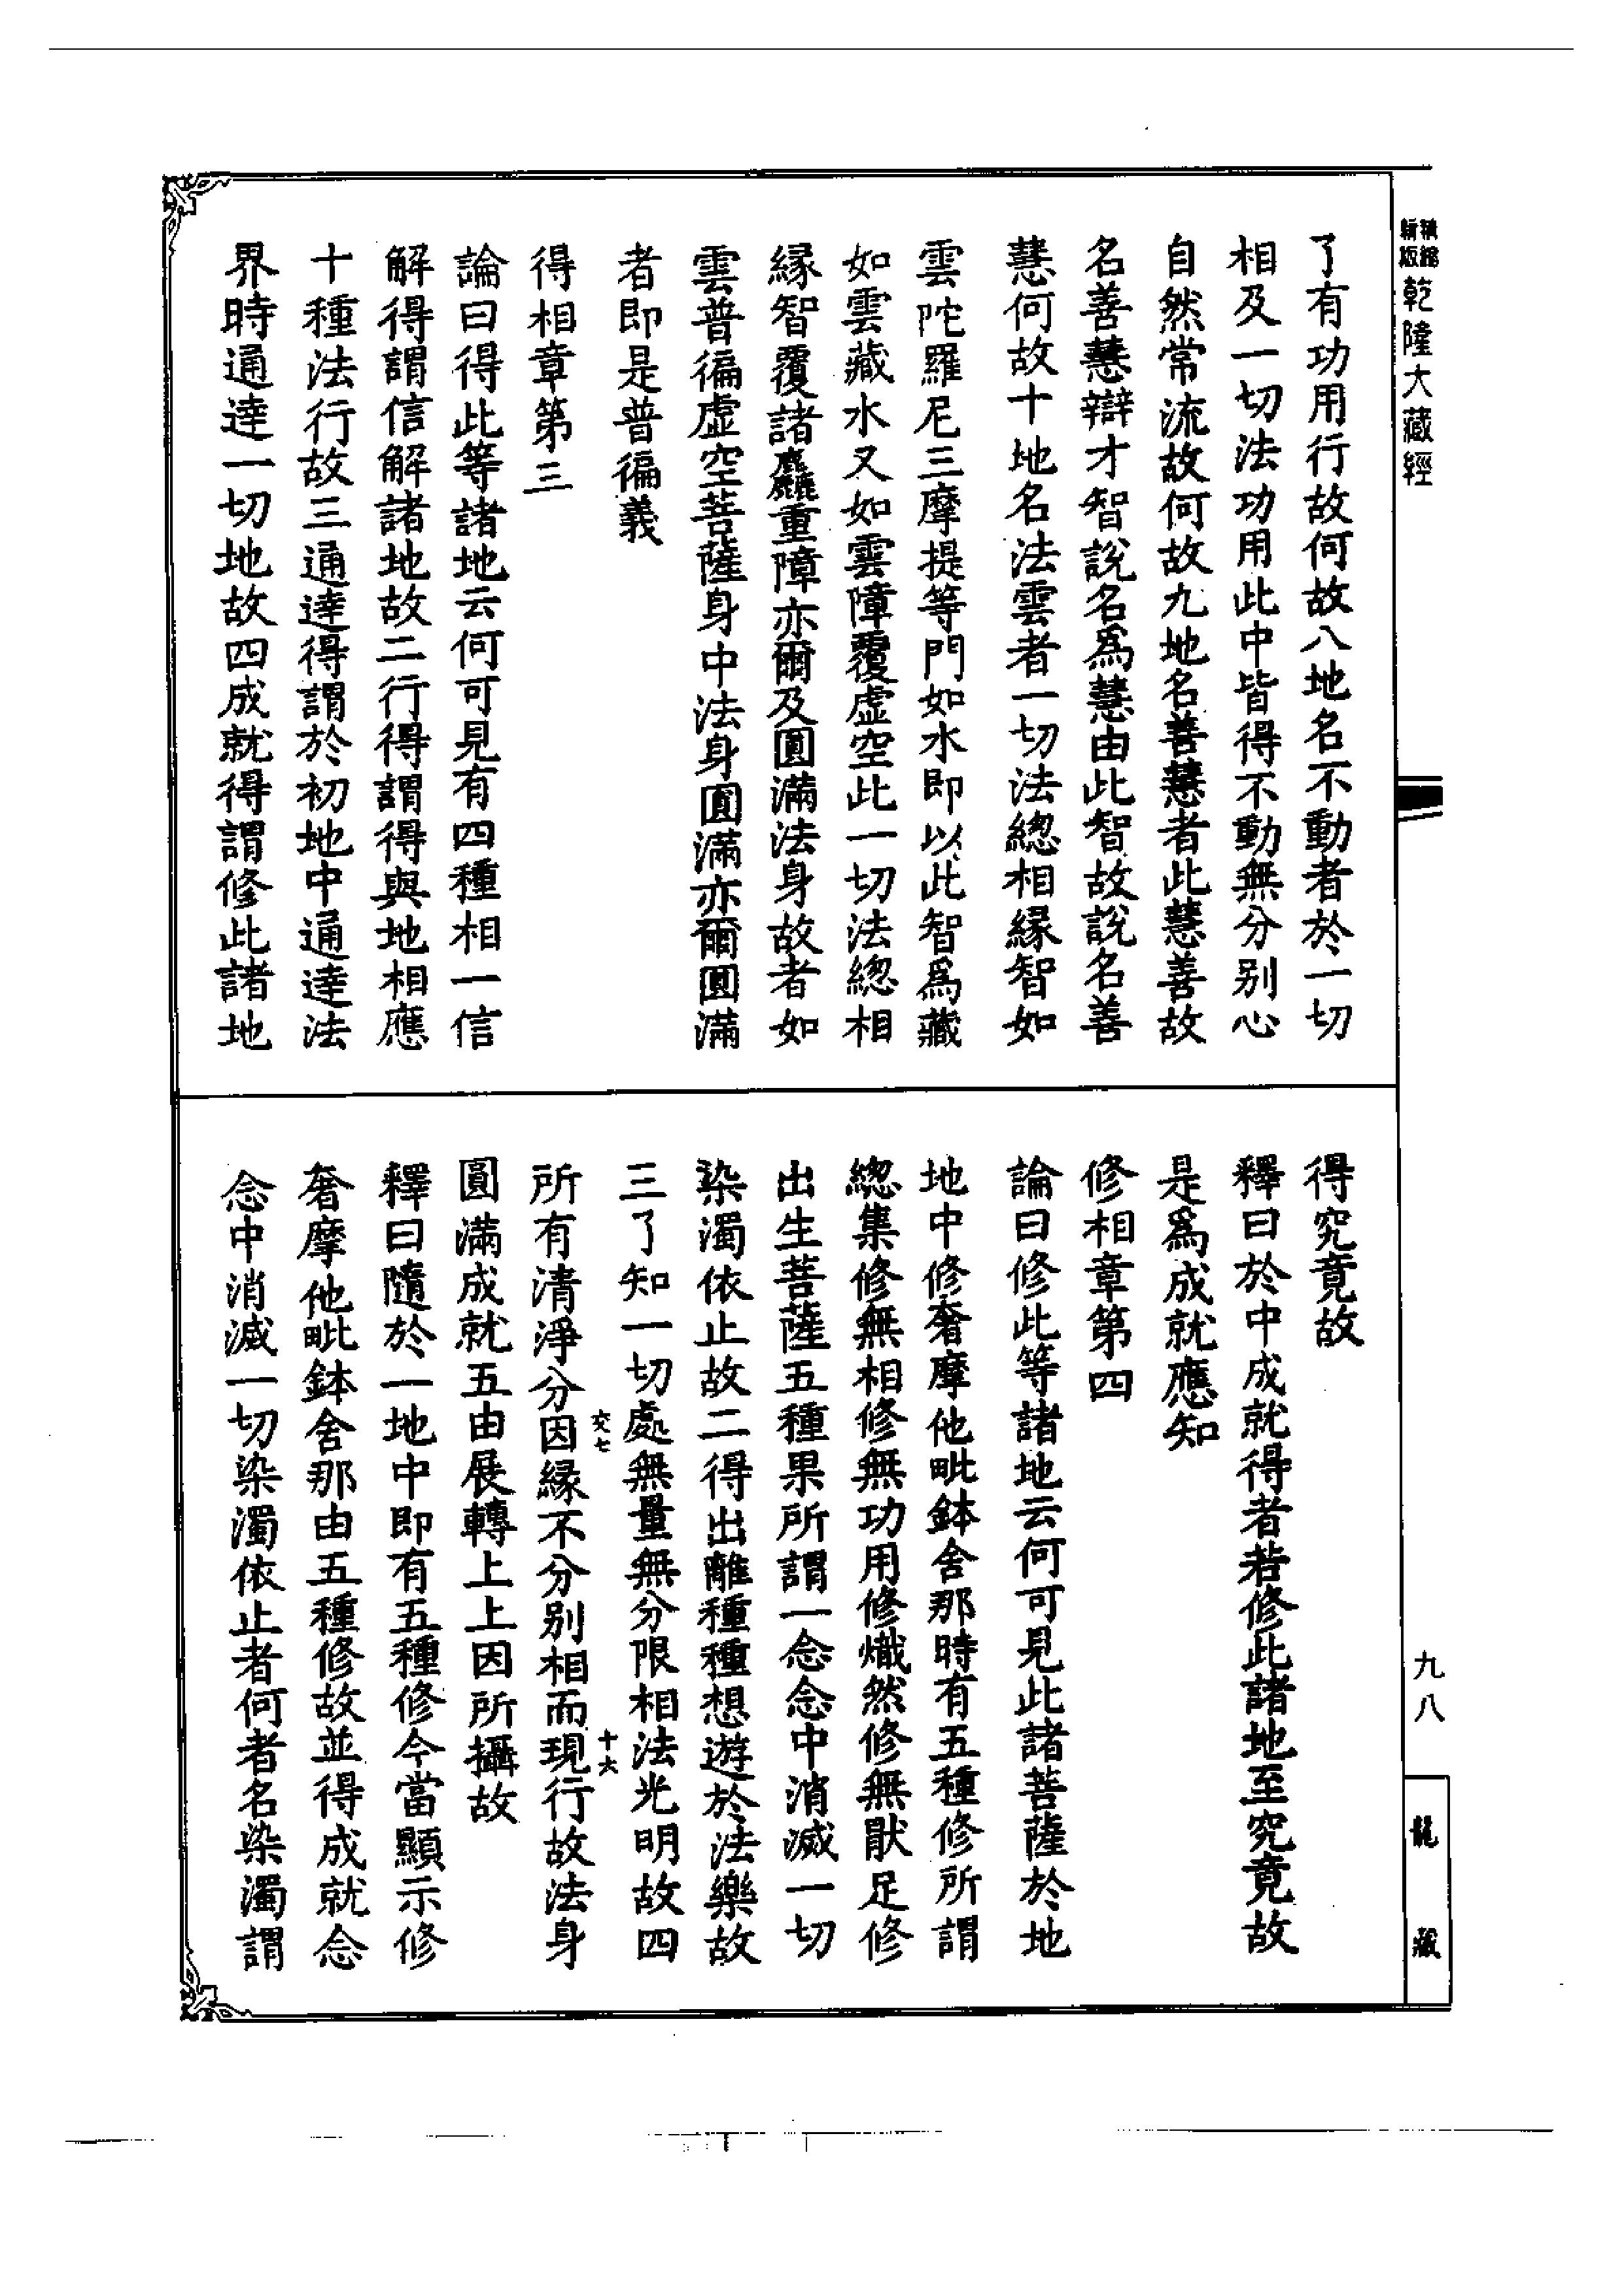 乾隆大藏經
了有功用行故何故八地名不動者於一切
相及一切法功用此中皆得不動無分別心
自然常流故何故九地名善慧者此慧善故
名善慧辯才智說名為慧由此智故說名善
慧何故十地名法雲者一切法總相緣智如
雲陀羅尼三摩提等門如水即以此智為藏
如雲藏水又如雲障覆虛空此一切法總相
緣智覆諸麤重障亦爾及圓滿法身故者如
雲普徧虛空菩薩身中法身圓滿亦爾圓滿
者即是普徧義
得相章第三
論曰得此等諸地云何可見有四種相一信
解得謂信解諸地故二行得謂得與地相應
十種法行故三通達得謂於初地中通達法
界時通達一切地故四成就得謂修此諸地
得究竟故
釋曰於中成就得者若修此諸地至究竟故
是為成就應知
修相章第四
論曰修此等諸地云何可見此諸菩薩於地
地中修奢摩他毗鉢舍那時有五種修所謂
總集修無相修無功用修熾然修無厭足修
出生菩薩五種果所謂一念念中消滅一切
染濁依止故二得出離種種想遊於法樂故
三了知一切處無量無分限相法光明故四
所有清淨分因緣不分別相而現行故法身
圓滿成就五由展轉上上因所攝故
釋曰隨於一地中即有五種修今當顯示修
奢摩他毗鉢舍那由五種修故並得成就念
念中消滅一切染濁依止者何者名染濁謂
交七
十六
九八
龍藏